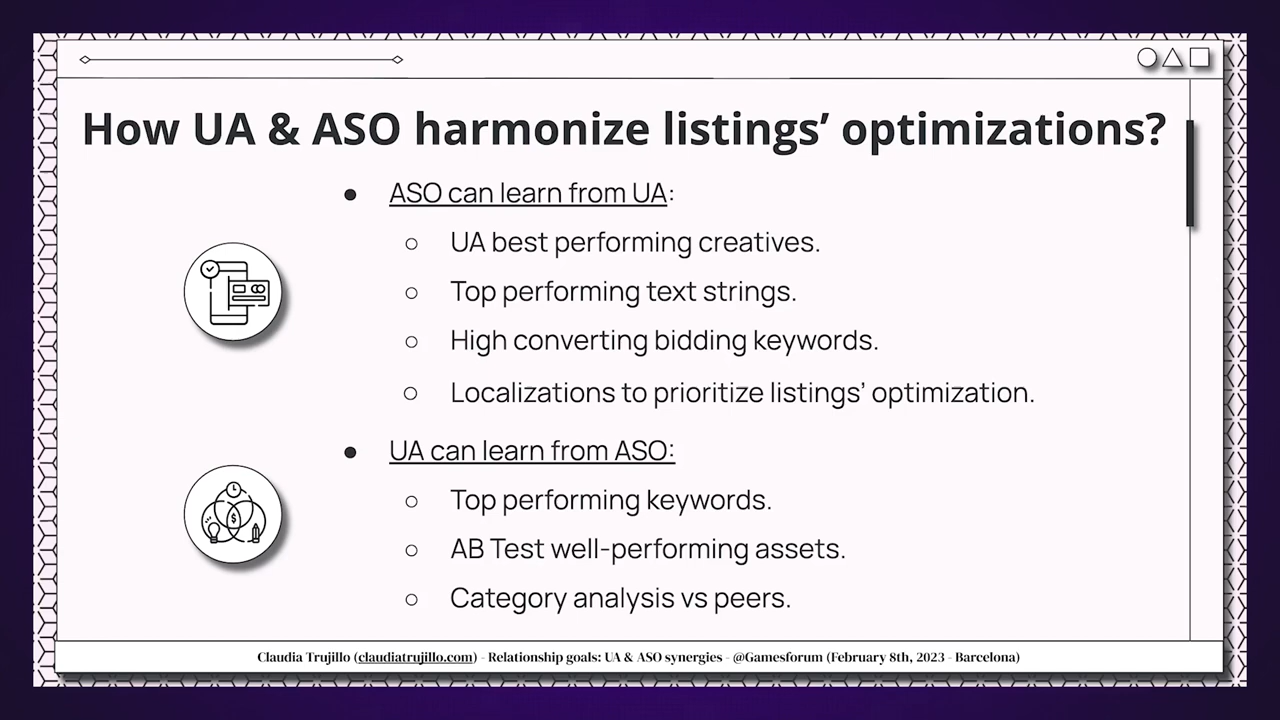 How UA & ASO harmonize listings’ optimizations?
● ASO can learn from UA:
○ UA best performing creatives.
○ Top performing text strings.
○ High converting bidding keywords.
○ Localizations to prioritize listings’ optimization.
● UA can learn from ASO:
○ Top performing keywords.
○ AB Test well-performing assets.
○ Category analysis vs peers.
Claudia Trujillo (claudiatrujillo.com) - Relationship goals: UA & ASO synergies - @Gamesforum (February 8th, 2023 - Barcelona)